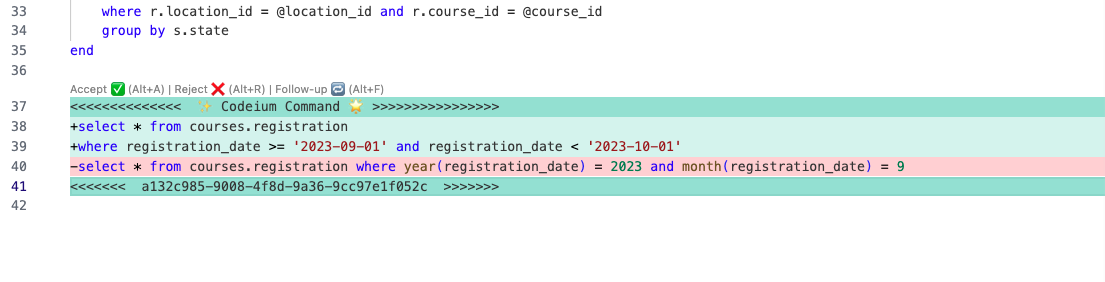 33 where r.location_id = @location_id and r.course_id = @course_id
34 group by s.state
35 end
36
Accept ✅ (Alt+A) | Reject ❌ (Alt+R) | Follow-up 🔁 (Alt+F)
37 <<<<<<<<<<<<<< ✨ Codeium Command 🌟 >>>>>>>>>>>>>>>>
38 +select * from courses.registration
39 +where registration_date >= '2023-09-01' and registration_date < '2023-10-01'
40 -select * from courses.registration where year(registration_date) = 2023 and month(registration_date) = 9
41 <<<<<<< a132c985-9008-4f8d-9a36-9cc97e1f052c >>>>>>>
42